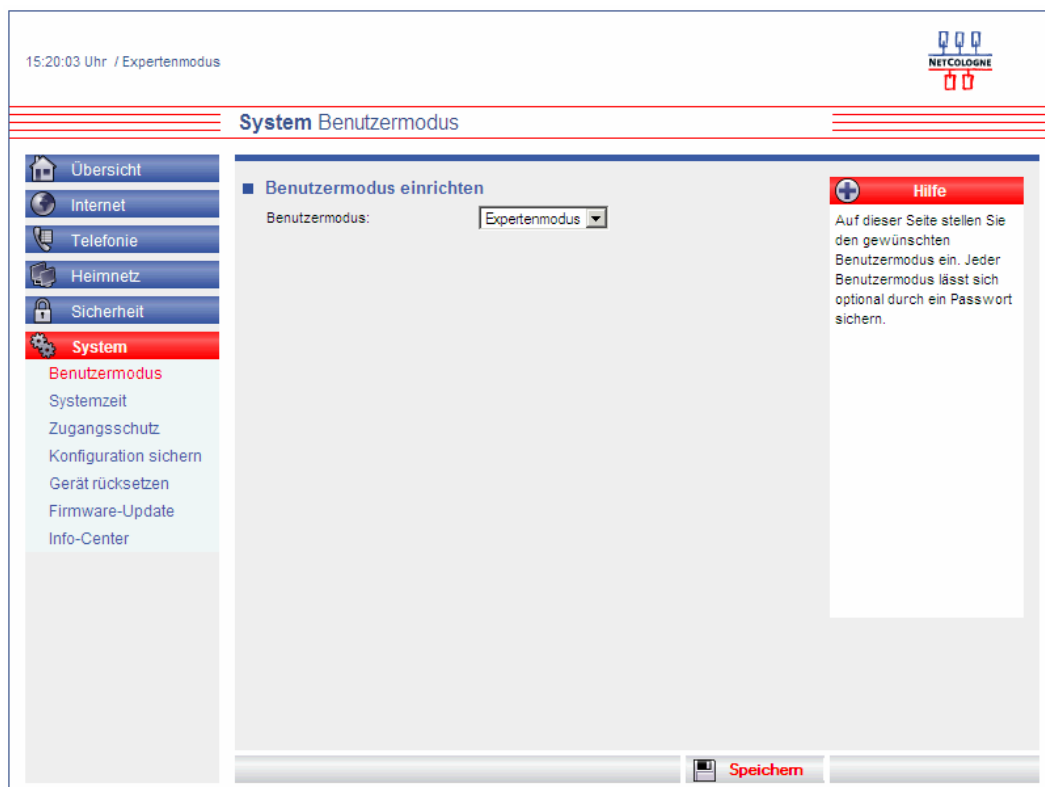 15:20:03 Uhr / Expertenmodus
NETCOLOGNE
System Benutzermodus
Übersicht
Internet
Telefonie
Heimnetz
Sicherheit
System
Benutzermodus
Systemzeit
Zugangsschutz
Konfiguration sichern
Gerät rücksetzen
Firmware-Update
Info-Center
Benutzermodus einrichten
Benutzermodus:
Expertenmodus
Hilfe
Auf dieser Seite stellen Sie
den gewünschten
Benutzermodus ein. Jeder
Benutzermodus lässt sich
optional durch ein Passwort
sichern.
Speichern